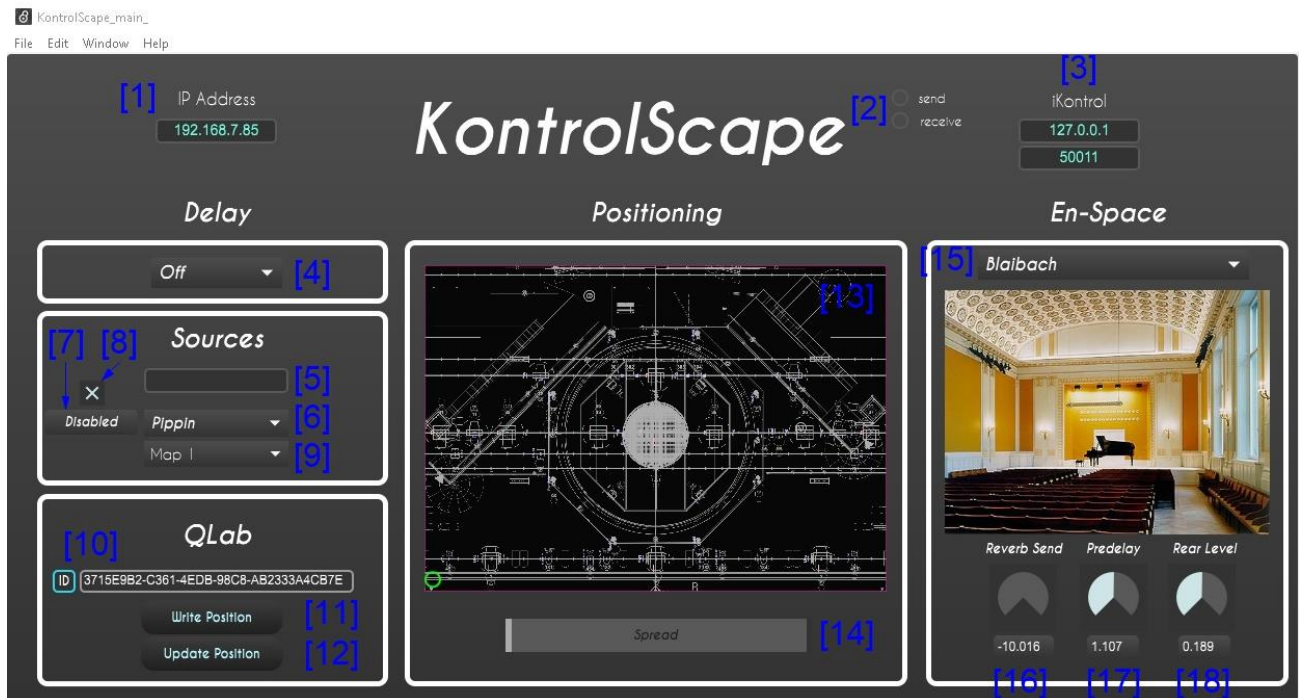 KontrolScape_main_
File Edit Window Help
[1] IP Address
192.168.7.85
KontrolScape
[2] send
receive
[3]
iKontrol
127.0.0.1
50011
Delay
Off [4]
Sources
[7] [8]
[5]
Disabled Pippin [6]
Map 1 [9]
QLab
[10]
ID 3715E9B2-C361-4EDB-98C8-AB2333A4CB7E
Write Position [11]
Update Position [12]
Positioning
[13]
Spread [14]
En-Space
[15] Blaibach
Reverb Send Predelay Rear Level
-10.016 1.107 0.189
[16] [17] [18]